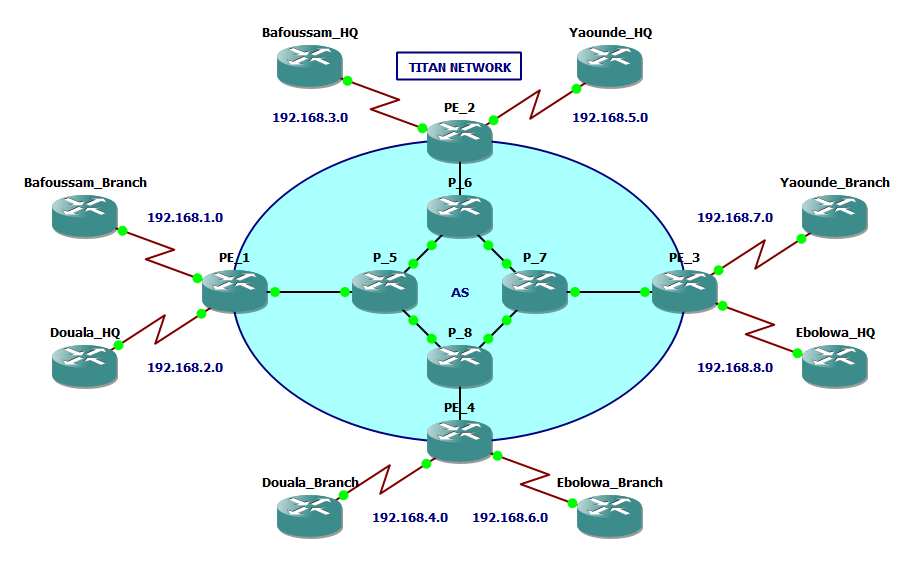 Bafoussam_HQ
Yaounde_HQ
TITAN NETWORK
PE_2
192.168.3.0
192.168.5.0
Bafoussam_Branch
P_6
Yaounde_Branch
192.168.1.0
192.168.7.0
PE_1
P_5
P_7
PE_3
AS
Douala_HQ
P_8
Ebolowa_HQ
192.168.2.0
192.168.8.0
PE_4
Douala_Branch
Ebolowa_Branch
192.168.4.0
192.168.6.0